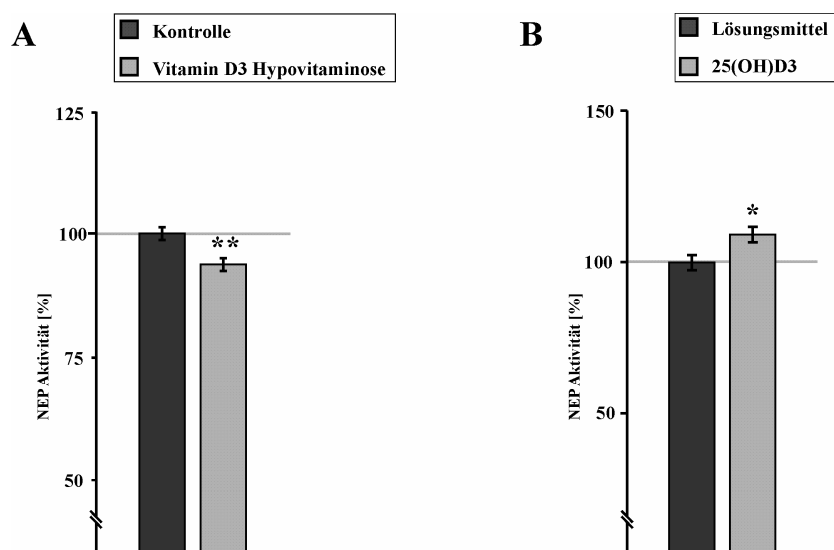 A
Kontrolle
Vitamin D3 Hypovitaminose
125
100
75
50
NEP Aktivität [%]
**
B
Lösungsmittel
25(OH)D3
150
100
50
NEP Aktivität [%]
*